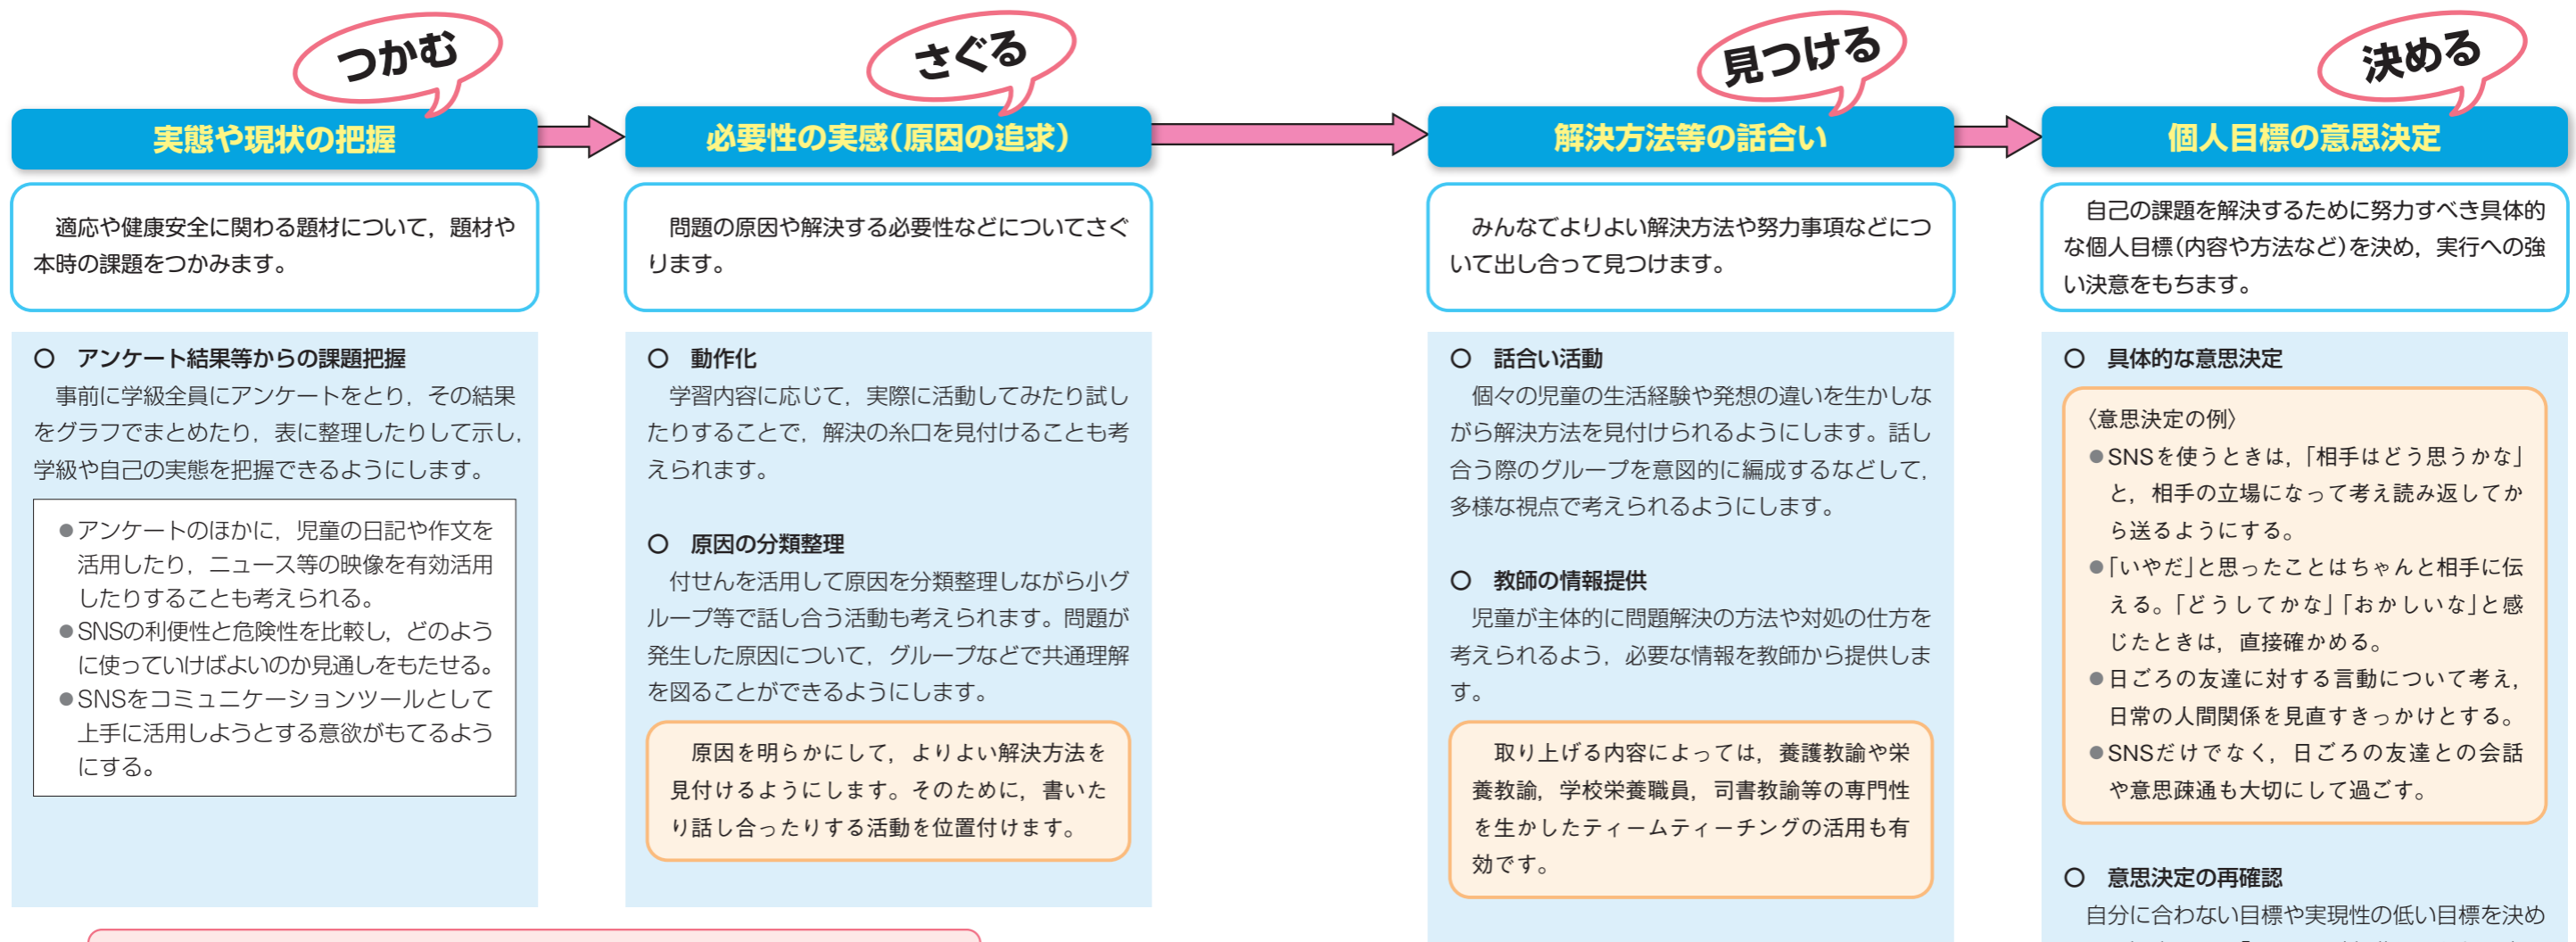 つかむ
実態や現状の把握
適応や健康安全に関わる題材について，題材や
本時の課題をつかみます。
○　アンケート結果等からの課題把握
事前に学級全員にアンケートをとり，その結果
をグラフでまとめたり，表に整理したりして示し，
学級や自己の実態を把握できるようにします。
●アンケートのほかに，児童の日記や作文を
活用したり，ニュース等の映像を有効活用
したりすることも考えられる。
●SNSの利便性と危険性を比較し，どのよう
に使っていけばよいのか見通しをもたせる。
●SNSをコミュニケーションツールとして
上手に活用しようとする意欲がもてるよう
にする。
さぐる
必要性の実感（原因の追求）
問題の原因や解決する必要性などについてさぐ
ります。
○　動作化
学習内容に応じて，実際に活動してみたり試し
たりすることで，解決の糸口を見付けることも考
えられます。
○　原因の分類整理
付せんを活用して原因を分類整理しながら小グ
ループ等で話し合う活動も考えられます。問題が
発生した原因について，グループなどで共通理解
を図ることができるようにします。
原因を明らかにして，よりよい解決方法を
見付けるようにします。そのために，書いた
り話し合ったりする活動を位置付けます。
見つける
解決方法等の話合い
みんなでよりよい解決方法や努力事項などにつ
いて出し合って見つけます。
○　話合い活動
個々の児童の生活経験や発想の違いを生かしな
がら解決方法を見付けられるようにします。話し
合う際のグループを意図的に編成するなどして，
多様な視点で考えられるようにします。
○　教師の情報提供
児童が主体的に問題解決の方法や対処の仕方を
考えられるよう，必要な情報を教師から提供しま
す。
取り上げる内容によっては，養護教諭や栄
養教諭，学校栄養職員，司書教諭等の専門性
を生かしたティームティーチングの活用も有
効です。
決める
個人目標の意思決定
自己の課題を解決するために努力すべき具体的
な個人目標（内容や方法など）を決め，実行への強
い決意をもちます。
○　具体的な意思決定
〈意思決定の例〉
●SNSを使うときは，「相手はどう思うかな」
と，相手の立場になって考え読み返してか
ら送るようにする。
●「いやだ」と思ったことはちゃんと相手に伝
える。「どうしてかな」「おかしいな」と感
じたときは，直接確かめる。
●日ごろの友達に対する言動について考え，
日常の人間関係を見直すきっかけとする。
●SNSだけでなく，日ごろの友達との会話
や意思疎通も大切にして過ごす。
○　意思決定の再確認
自分に合わない目標や実現性の低い目標を決め